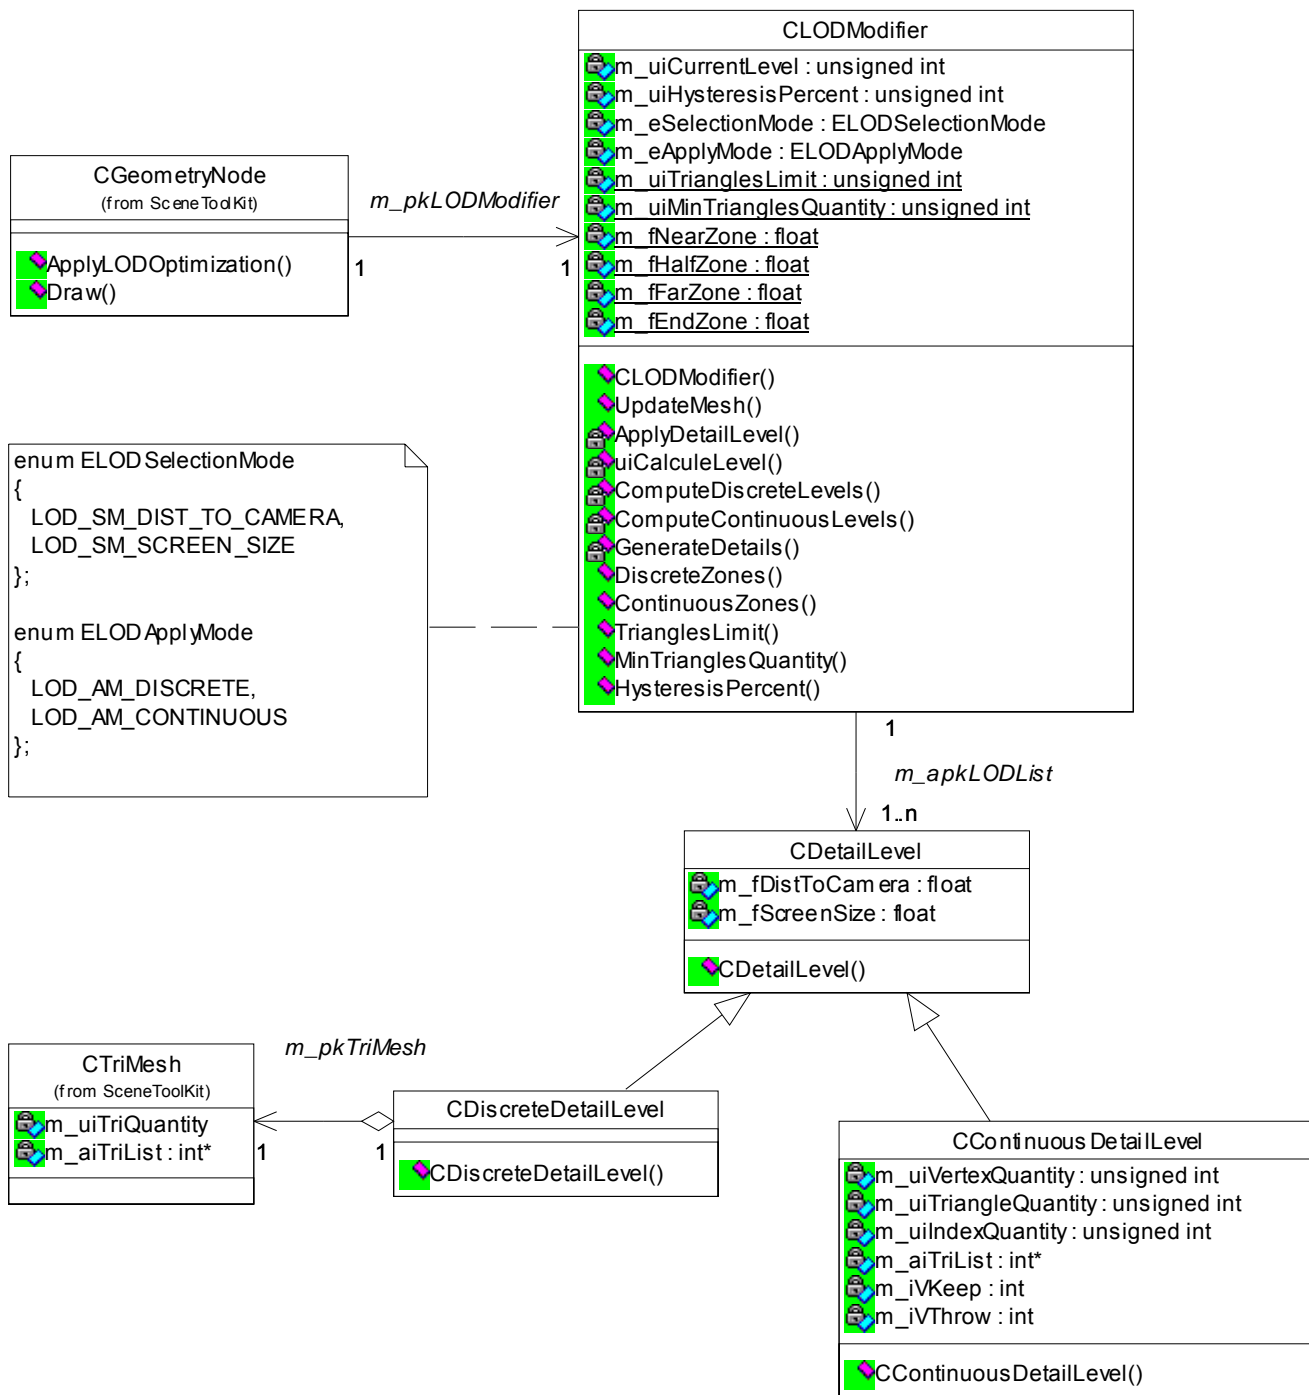 CLODModifier
m_uiCurrentLevel : unsigned int
m_uiHysteresisPercent : unsigned int
m_eSelectionMode : ELODSelectionMode
m_eApplyMode : ELODApplyMode
m_uiTrianglesLimit : unsigned int
m_uiMinTrianglesQuantity : unsigned int
m_fNearZone : float
m_fHalfZone : float
m_fFarZone : float
m_fEndZone : float
CLODModifier()
UpdateMesh()
ApplyDetailLevel()
uiCalculeLevel()
ComputeDiscreteLevels()
ComputeContinuousLevels()
GenerateDetails()
DiscreteZones()
ContinuousZones()
TrianglesLimit()
MinTrianglesQuantity()
HysteresisPercent()
CGeometryNode
(from SceneToolKit)
ApplyLODOptimization()
Draw()
m_pkLODModifier
1
1
enum ELODSelectionMode
{
LOD_SM_DIST_TO_CAMERA,
LOD_SM_SCREEN_SIZE
};
enum ELODApplyMode
{
LOD_AM_DISCRETE,
LOD_AM_CONTINUOUS
};
1
m_apkLODList
1..n
CDetailLevel
m_fDistToCamera : float
m_fScreenSize : float
CDetailLevel()
CTriMesh
(from SceneToolKit)
m_uiTriQuantity
m_aiTriList : int*
m_pkTriMesh
1
1
CDiscreteDetailLevel
CDiscreteDetailLevel()
CContinuousDetailLevel
m_uiVertexQuantity : unsigned int
m_uiTriangleQuantity : unsigned int
m_uiIndexQuantity : unsigned int
m_aiTriList : int*
m_iVKeep : int
m_iVThrow : int
CContinuousDetailLevel()